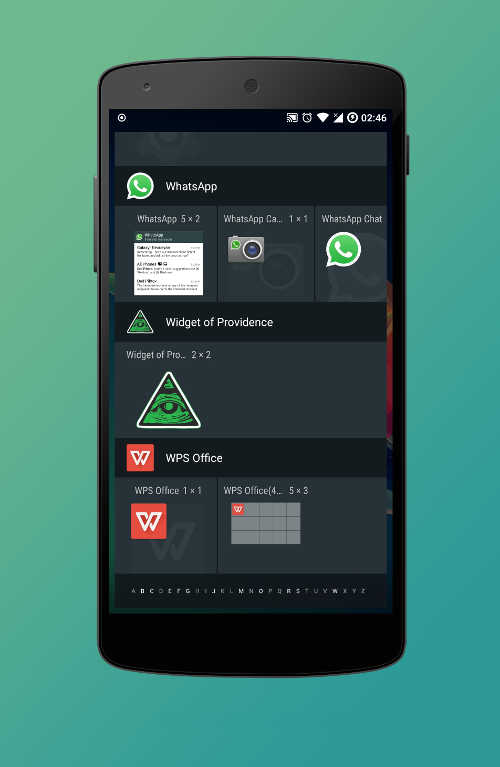 02:46
WhatsApp
WhatsApp 5 × 2
WhatsApp Ca... 1 × 1
WhatsApp Chat
WhatsApp
Widget of Providence
Widget of Pro... 2 × 2
WPS Office
WPS Office 1 × 1
WPS Office(4... 5 × 3
A B C D E F G H I J K L M N O P Q R S T U V W X Y Z